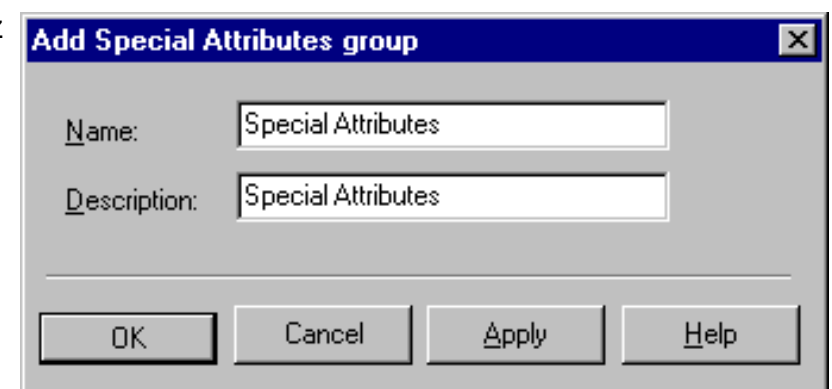 Add Special Attributes group
Name: Special Attributes
Description: Special Attributes
OK Cancel Apply Help